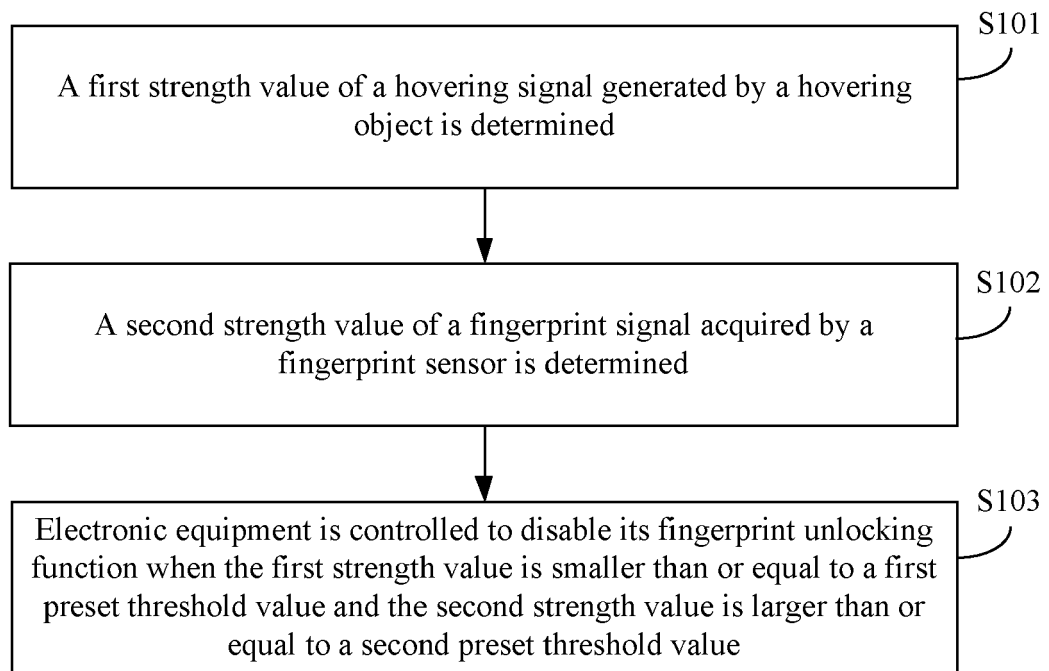 S101
A first strength value of a hovering signal generated by a hovering
object is determined
S102
A second strength value of a fingerprint signal acquired by a
fingerprint sensor is determined
S103
Electronic equipment is controlled to disable its fingerprint unlocking
function when the first strength value is smaller than or equal to a first
preset threshold value and the second strength value is larger than or
equal to a second preset threshold value